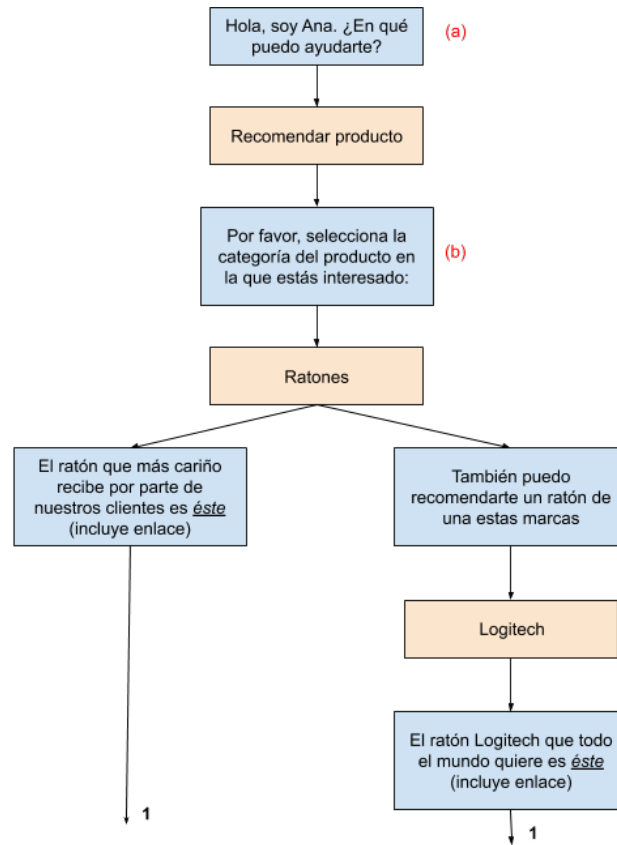 Hola, soy Ana. ¿En qué
puedo ayudarte?
(a)
Recomendar producto
Por favor, selecciona la
categoría del producto en
la que estás interesado:
(b)
Ratones
El ratón que más cariño
recibe por parte de
nuestros clientes es éste
(incluye enlace)
También puedo
recomendarte un ratón de
una estas marcas
Logitech
El ratón Logitech que todo
el mundo quiere es éste
(incluye enlace)
1
1